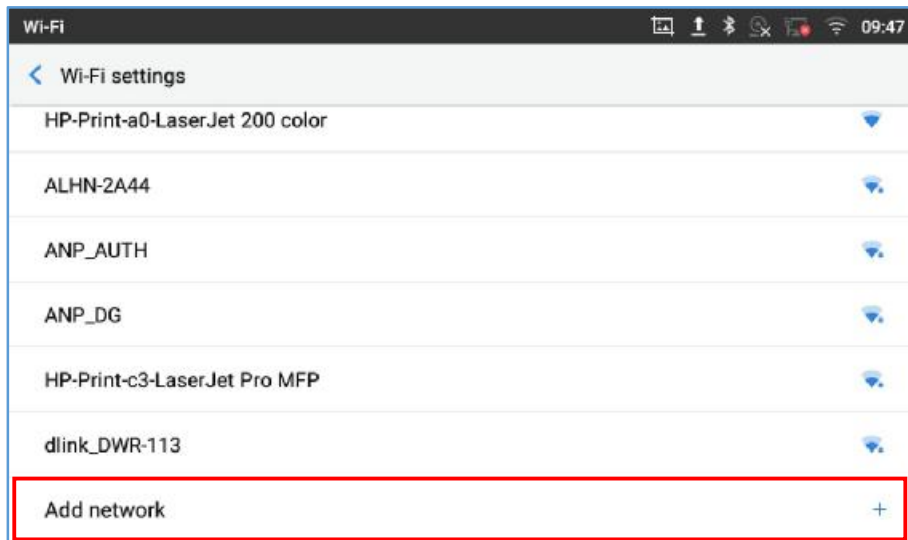 Wi-Fi 09:47
Wi-Fi settings
HP-Print-a0-LaserJet 200 color
ALHN-2A44
ANP_AUTH
ANP_DG
HP-Print-c3-LaserJet Pro MFP
dlink_DWR-113
Add network +